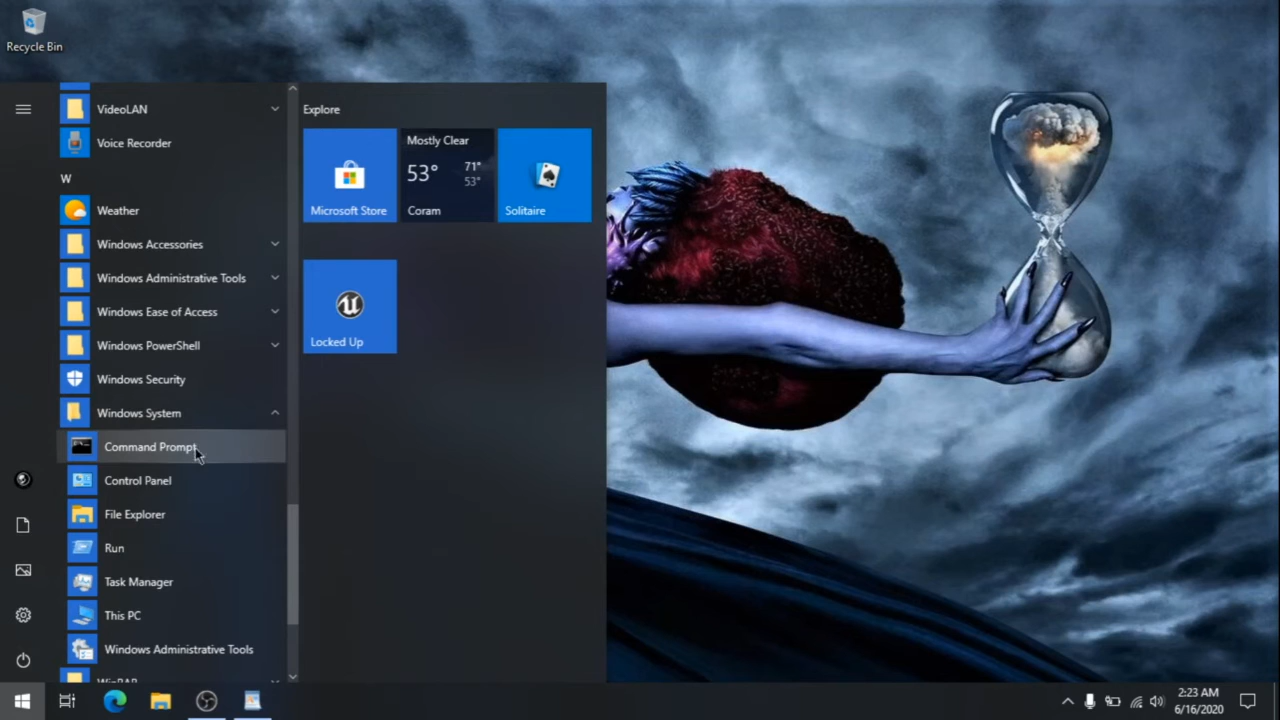 Recycle Bin
VideoLAN
Voice Recorder
W
Weather
Windows Accessories
Windows Administrative Tools
Windows Ease of Access
Windows PowerShell
Windows Security
Windows System
Command Prompt
Control Panel
File Explorer
Run
Task Manager
This PC
Windows Administrative Tools
WinRAR
Explore
Microsoft Store
Mostly Clear
53° 71°
53°
Coram
Solitaire
Locked Up
2:23 AM
6/16/2020